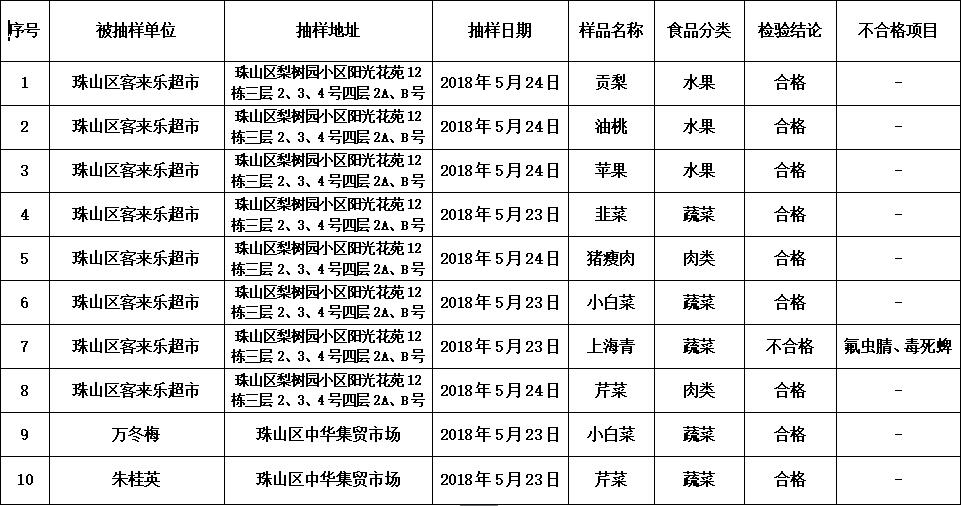 序号 被抽样单位 抽样地址 抽样日期 样品名称 食品分类 检验结论 不合格项目
1 珠山区客来乐超市 珠山区梨树园小区阳光花苑12 2018年5月24日 贡梨 水果 合格 -
栋三层2、3、4号四层2A、B号
2 珠山区客来乐超市 珠山区梨树园小区阳光花苑12 2018年5月24日 油桃 水果 合格 -
栋三层2、3、4号四层2A、B号
3 珠山区客来乐超市 珠山区梨树园小区阳光花苑12 2018年5月24日 苹果 水果 合格 -
栋三层2、3、4号四层2A、B号
4 珠山区客来乐超市 珠山区梨树园小区阳光花苑12 2018年5月23日 韭菜 蔬菜 合格 -
栋三层2、3、4号四层2A、B号
5 珠山区客来乐超市 珠山区梨树园小区阳光花苑12 2018年5月24日 猪瘦肉 肉类 合格 -
栋三层2、3、4号四层2A、B号
6 珠山区客来乐超市 珠山区梨树园小区阳光花苑12 2018年5月23日 小白菜 蔬菜 合格 -
栋三层2、3、4号四层2A、B号
7 珠山区客来乐超市 珠山区梨树园小区阳光花苑12 2018年5月23日 上海青 蔬菜 不合格 氟虫腈、毒死蜱
栋三层2、3、4号四层2A、B号
8 珠山区客来乐超市 珠山区梨树园小区阳光花苑12 2018年5月24日 芹菜 肉类 合格 -
栋三层2、3、4号四层2A、B号
9 万冬梅 珠山区中华集贸市场 2018年5月23日 小白菜 蔬菜 合格 -
10 朱桂英 珠山区中华集贸市场 2018年5月23日 芹菜 蔬菜 合格 -